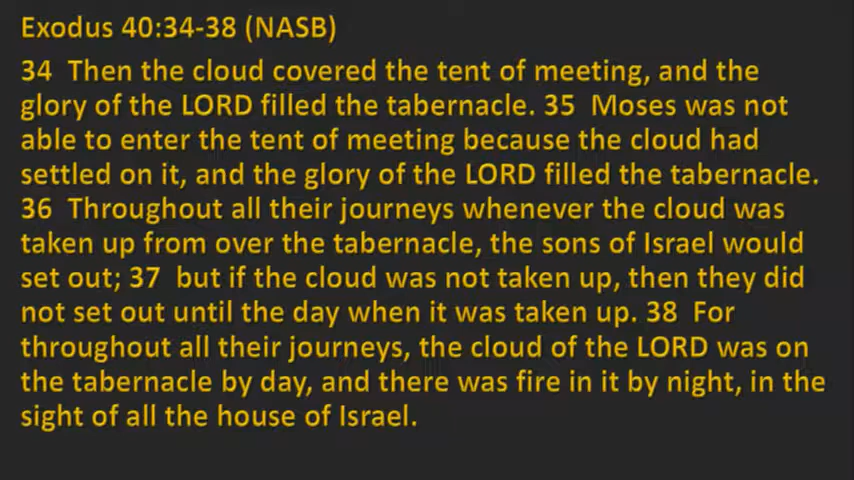 Exodus 40:34-38 (NASB)
34  Then the cloud covered the tent of meeting, and the
glory of the LORD filled the tabernacle. 35  Moses was not
able to enter the tent of meeting because the cloud had
settled on it, and the glory of the LORD filled the tabernacle.
36  Throughout all their journeys whenever the cloud was
taken up from over the tabernacle, the sons of Israel would
set out; 37  but if the cloud was not taken up, then they did
not set out until the day when it was taken up. 38  For
throughout all their journeys, the cloud of the LORD was on
the tabernacle by day, and there was fire in it by night, in the
sight of all the house of Israel.